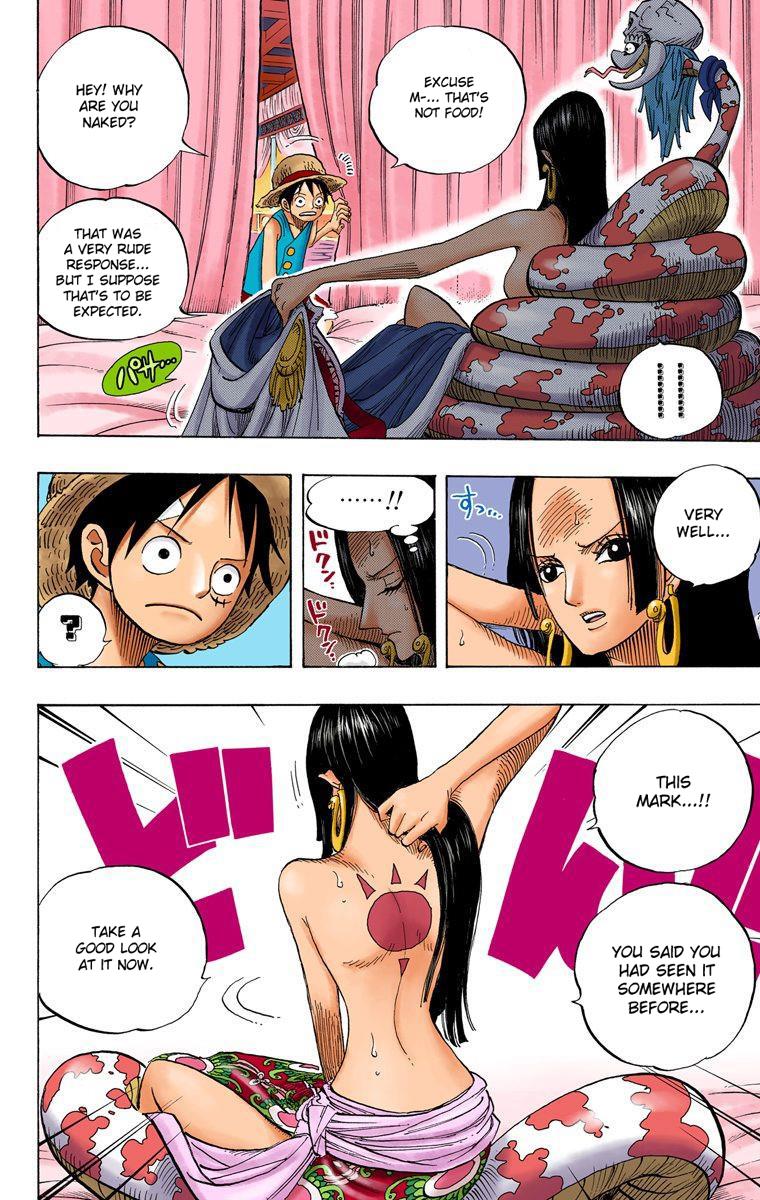 EXCUSE
M-... THAT'S
NOT FOOD!
HEY! WHY
ARE YOU
NAKED?
THAT WAS
A VERY RUDE
RESPONSE...
BUT I SUPPOSE
THAT'S TO BE
EXPECTED.
パサ...
!!
VERY
WELL...
すっ...
......!!
ドクン..
ドクン..
?
THIS
MARK...!!
YOU SAID YOU
HAD SEEN IT
SOMEWHERE
BEFORE...
ドン
TAKE A
GOOD LOOK
AT IT NOW.